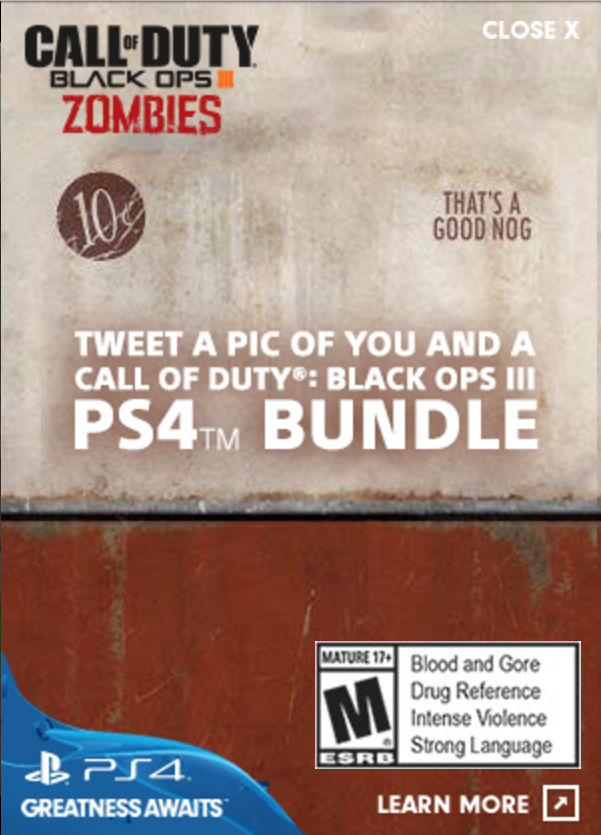 CALL OF DUTY
CLOSE X
BLACK OPS III
ZOMBIES
10¢
THAT'S A
GOOD NOG
TWEET A PIC OF YOU AND A
CALL OF DUTY®: BLACK OPS III
PS4™ BUNDLE
MATURE 17+
M
®
ESRB
Blood and Gore
Drug Reference
Intense Violence
Strong Language
PS4
GREATNESS AWAITS™
LEARN MORE